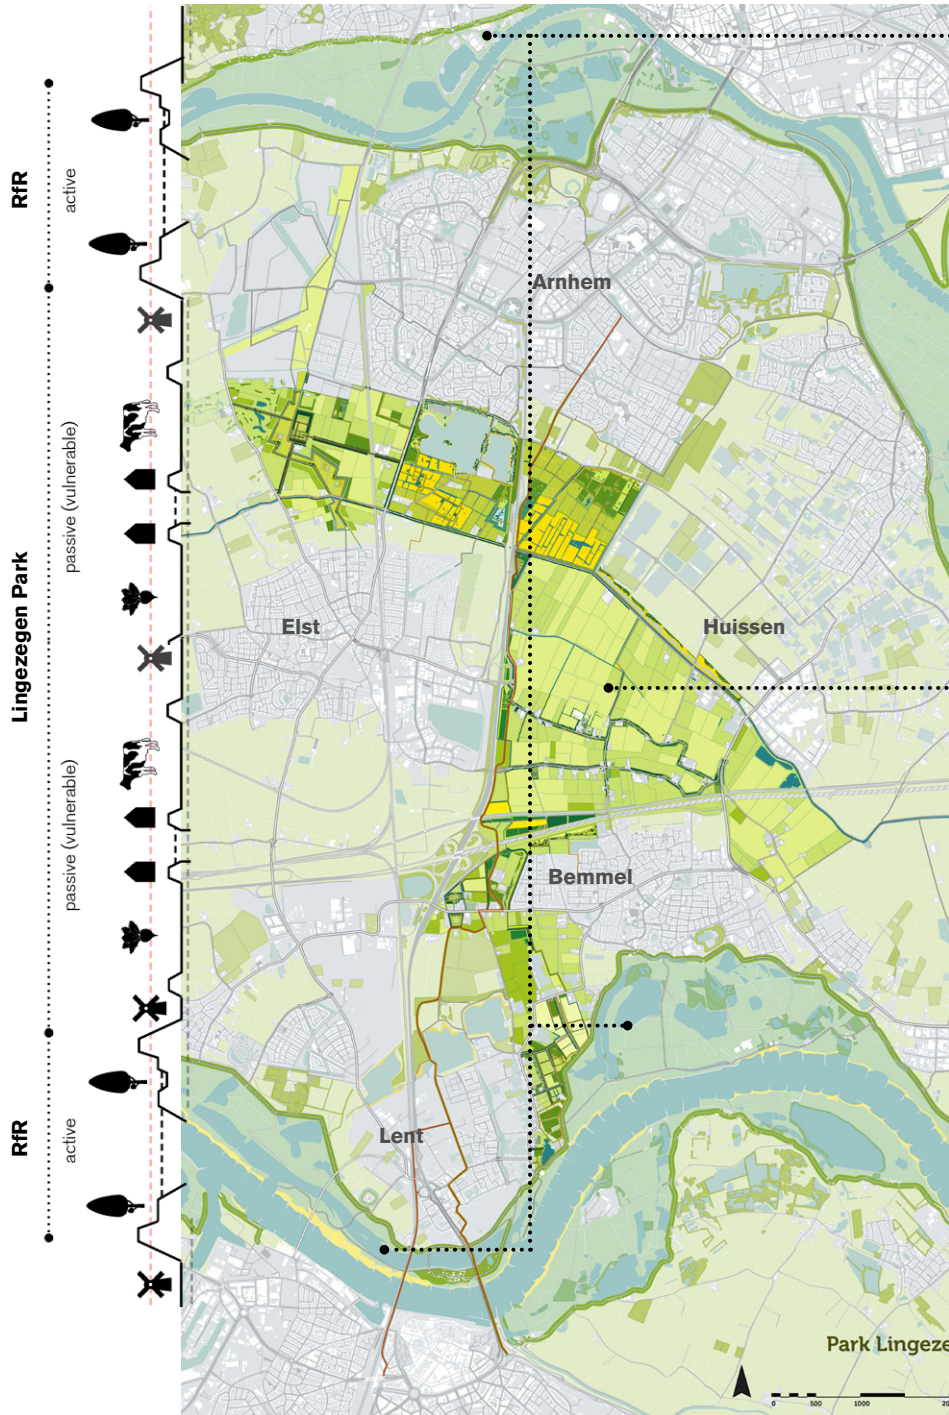 RfR
active
Arnhem
passive (vulnerable)
Lingezegen Park
Elst
Huissen
passive (vulnerable)
Bemmel
RfR
active
Lent
Park Lingeze
0 500 1000